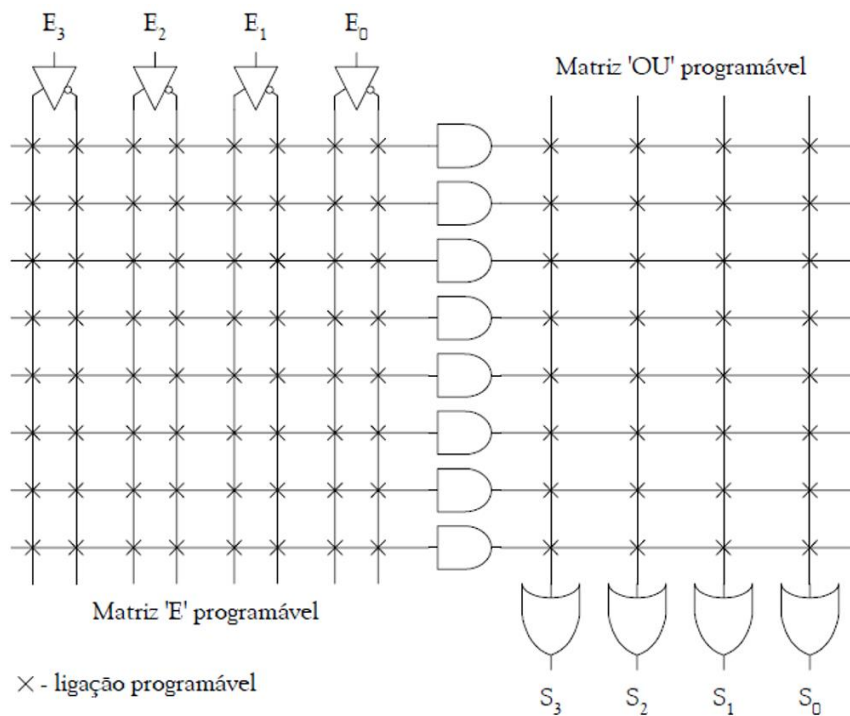 E3 E2 E1 E0
Matriz 'OU' programável
Matriz 'E' programável
× - ligação programável
S3 S2 S1 S0